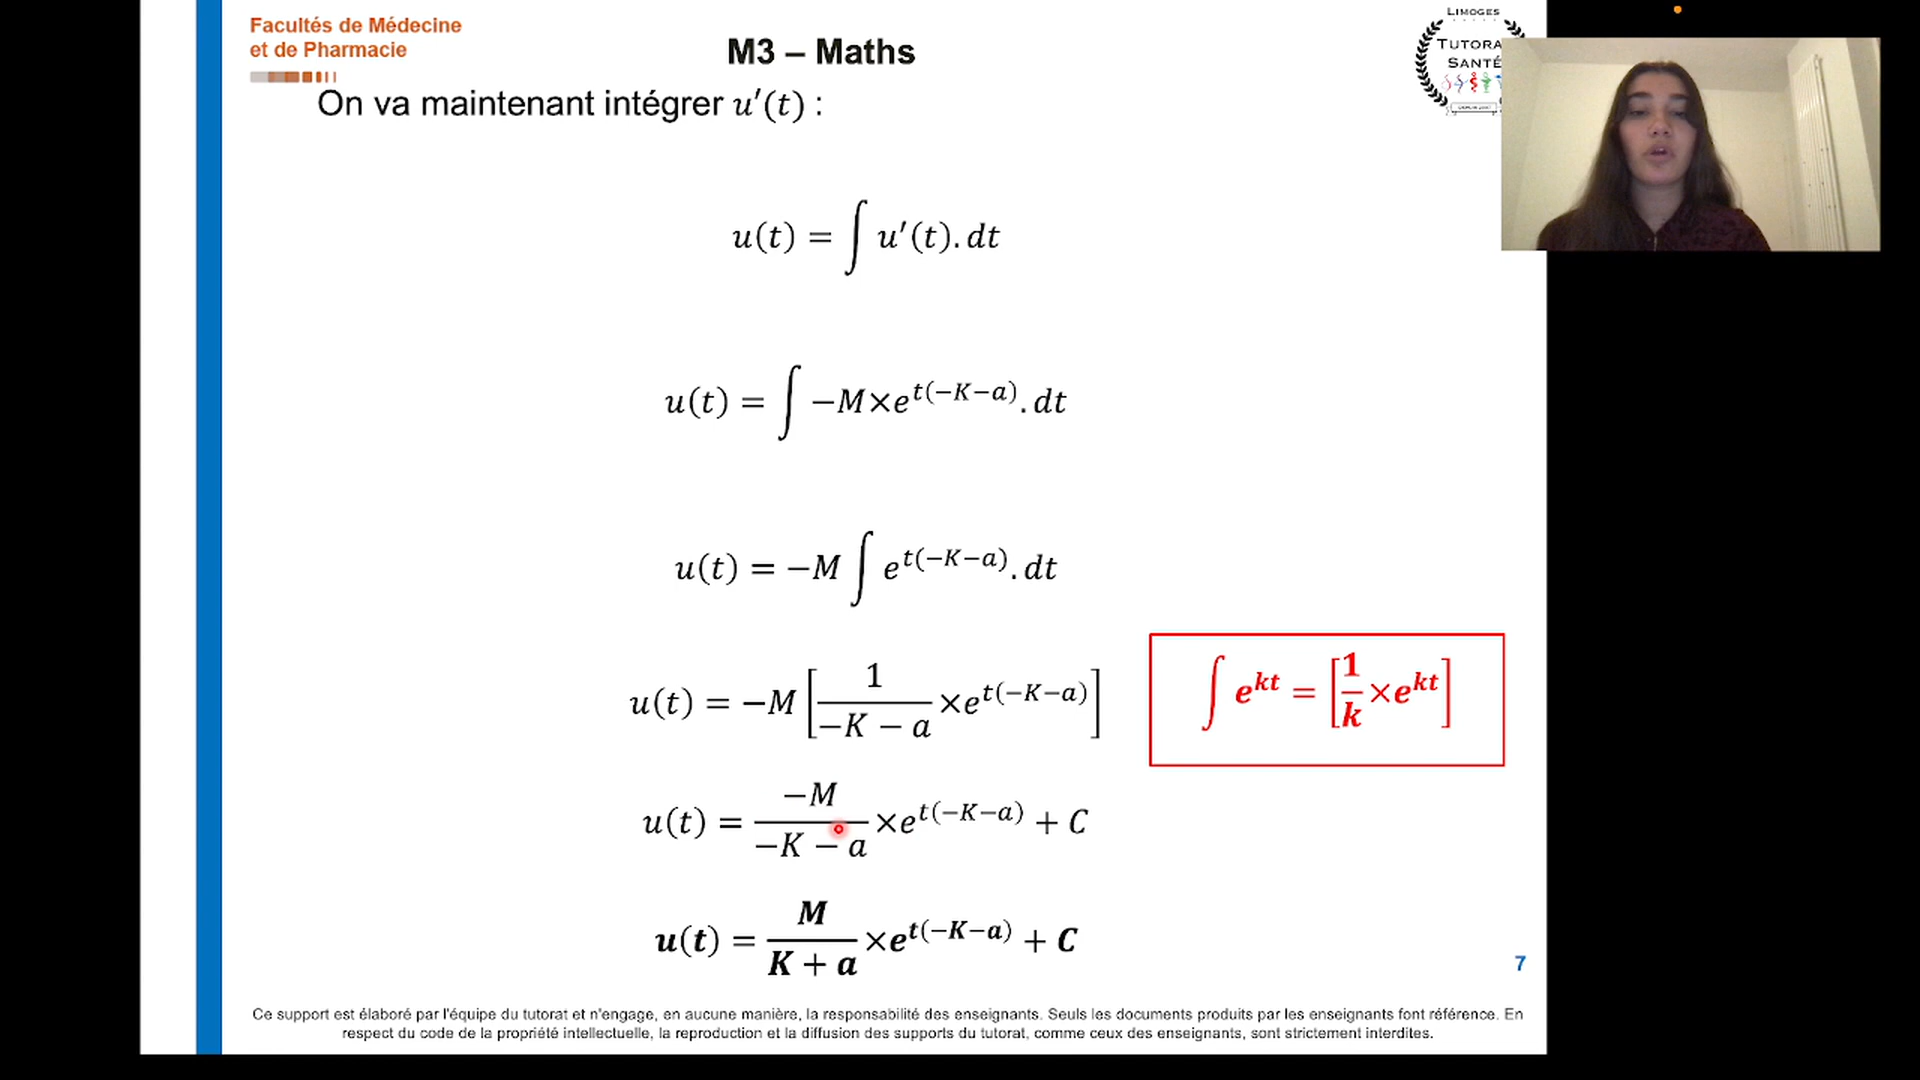 Facultés de Médecine
et de Pharmacie
M3 – Maths
LIMOGES
TUTORA
SANTÉ
On va maintenant intégrer u′(t) :
u(t) = ∫ u′(t). dt
u(t) = ∫ −M×e^{t(−K−a)}. dt
u(t) = −M ∫ e^{t(−K−a)}. dt
u(t) = −M [1/(−K − a) ×e^{t(−K−a)}]
∫ e^{kt} = [1/k ×e^{kt}]
u(t) = −M/(−K − a) ×e^{t(−K−a)} + C
u(t) = M/(K + a) ×e^{t(−K−a)} + C
7
Ce support est élaboré par l'équipe du tutorat et n'engage, en aucune manière, la responsabilité des enseignants. Seuls les documents produits par les enseignants font référence. En
respect du code de la propriété intellectuelle, la reproduction et la diffusion des supports du tutorat, comme ceux des enseignants, sont strictement interdites.